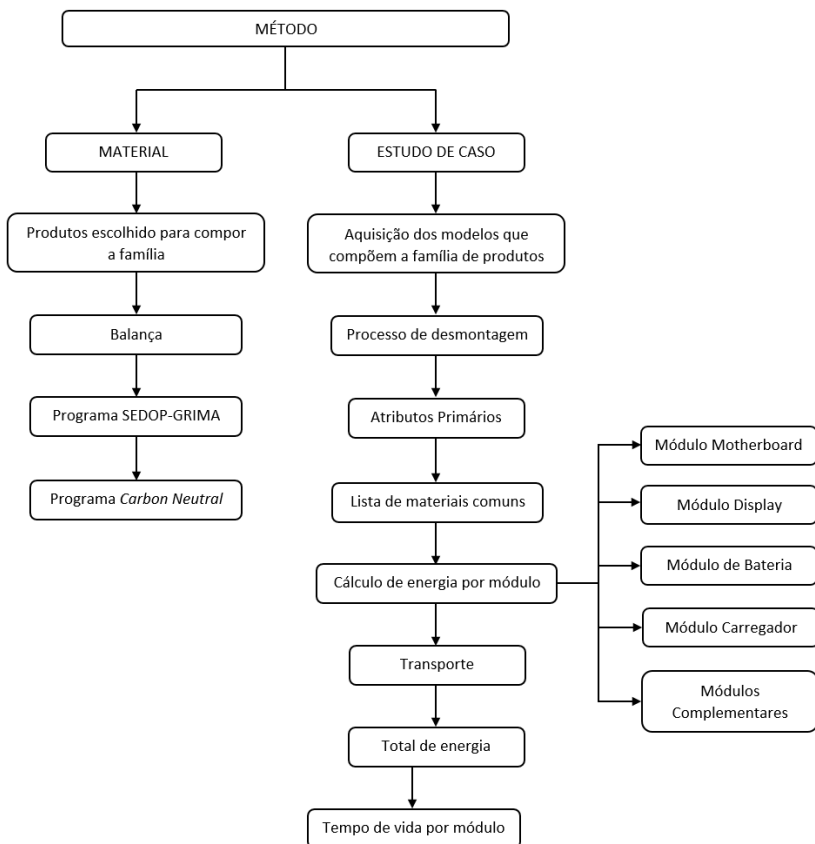 MÉTODO
MATERIAL
ESTUDO DE CASO
Produtos escolhido para compor
a família
Aquisição dos modelos que
compõem a família de produtos
Balança
Processo de desmontagem
Programa SEDOP-GRIMA
Atributos Primários
Programa Carbon Neutral
Lista de materiais comuns
Cálculo de energia por módulo
Módulo Motherboard
Módulo Display
Módulo de Bateria
Módulo Carregador
Módulos
Complementares
Transporte
Total de energia
Tempo de vida por módulo